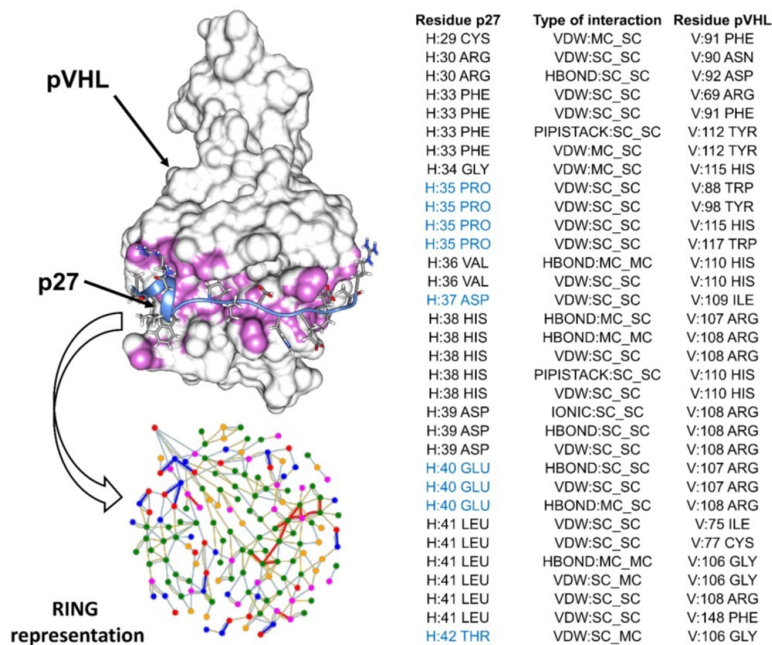 pVHL
p27
RING
representation
Residue p27 Type of interaction Residue pVHL
H:29 CYS VDW:MC_SC V:91 PHE
H:30 ARG VDW:SC_SC V:90 ASN
H:30 ARG HBOND:SC_SC V:92 ASP
H:33 PHE VDW:SC_SC V:69 ARG
H:33 PHE VDW:SC_SC V:91 PHE
H:33 PHE PIPISTACK:SC_SC V:112 TYR
H:33 PHE VDW:MC_SC V:112 TYR
H:34 GLY VDW:MC_SC V:115 HIS
H:35 PRO VDW:SC_SC V:88 TRP
H:35 PRO VDW:SC_SC V:98 TYR
H:35 PRO VDW:SC_SC V:115 HIS
H:35 PRO VDW:SC_SC V:117 TRP
H:36 VAL HBOND:MC_MC V:110 HIS
H:36 VAL VDW:SC_SC V:110 HIS
H:37 ASP VDW:SC_SC V:109 ILE
H:38 HIS HBOND:MC_SC V:107 ARG
H:38 HIS HBOND:MC_MC V:108 ARG
H:38 HIS VDW:SC_SC V:108 ARG
H:38 HIS PIPISTACK:SC_SC V:110 HIS
H:38 HIS VDW:SC_SC V:110 HIS
H:39 ASP IONIC:SC_SC V:108 ARG
H:39 ASP HBOND:SC_SC V:108 ARG
H:39 ASP VDW:SC_SC V:108 ARG
H:40 GLU HBOND:SC_SC V:107 ARG
H:40 GLU VDW:SC_SC V:107 ARG
H:40 GLU HBOND:MC_SC V:108 ARG
H:41 LEU VDW:SC_SC V:75 ILE
H:41 LEU VDW:SC_SC V:77 CYS
H:41 LEU HBOND:MC_MC V:106 GLY
H:41 LEU VDW:SC_MC V:106 GLY
H:41 LEU VDW:SC_SC V:108 ARG
H:41 LEU VDW:SC_SC V:148 PHE
H:42 THR VDW:SC_MC V:106 GLY